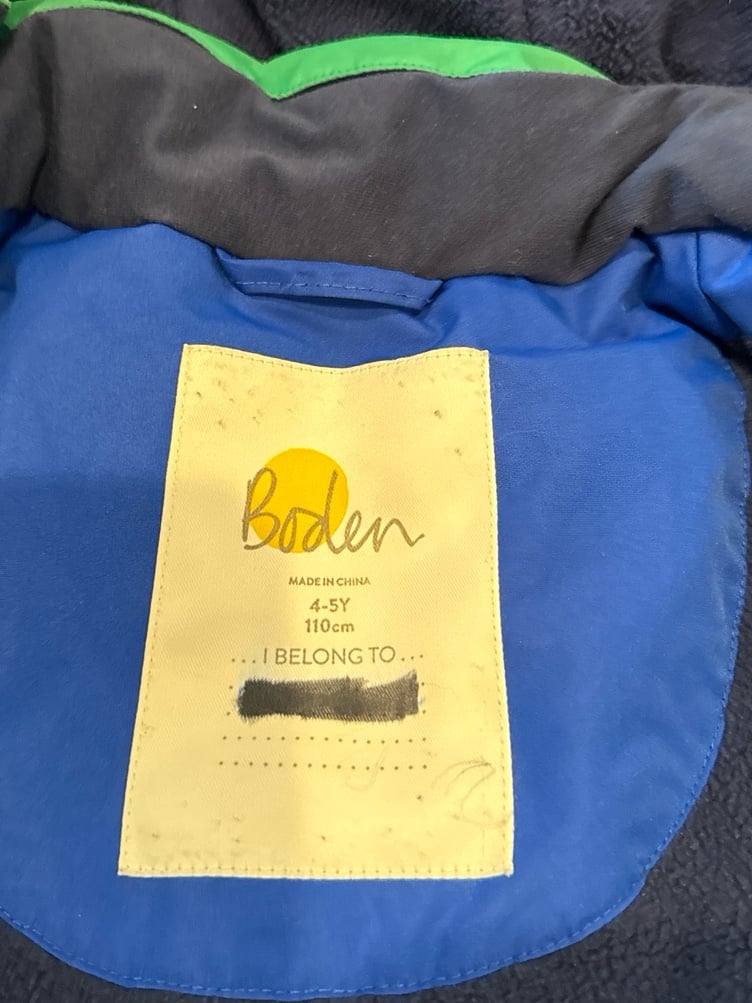 Boden
MADE IN CHINA
4-5Y
110cm
...I BELONG TO...